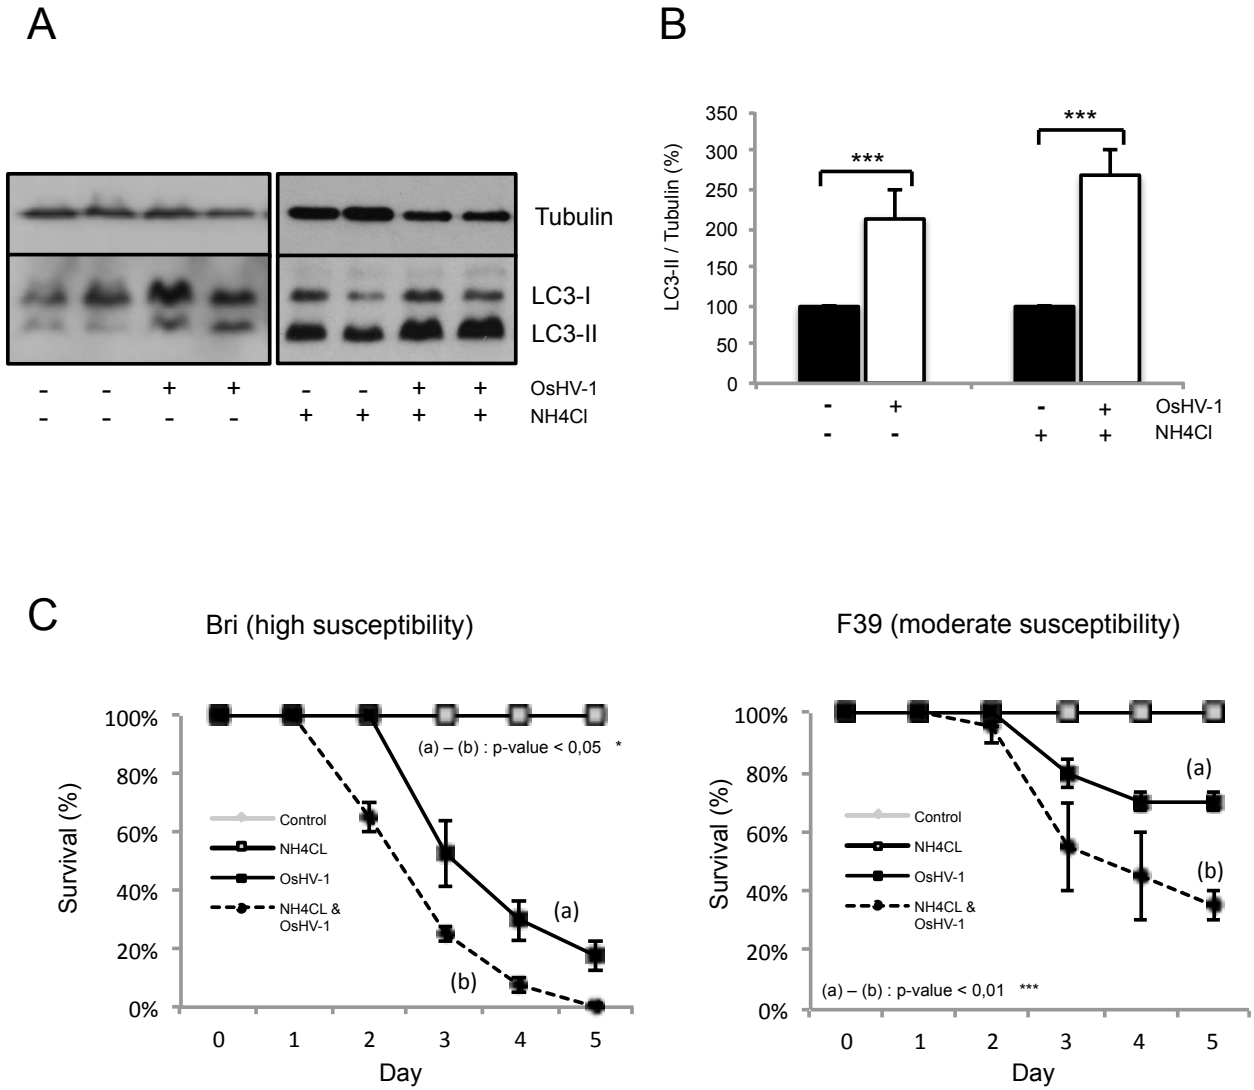 A
B
Tubulin
LC3-I
LC3-II
- - + + - - + + OsHV-1
- - - - + + + + NH4Cl
LC3-II / Tubulin (%)
350
300
250
200
150
100
50
0
***
***
- + - + OsHV-1
- - + + NH4Cl
C
Bri (high susceptibility)
Survival (%)
100%
80%
60%
40%
20%
0%
(a) – (b) : p-value < 0,05 *
Control
NH4CL
OsHV-1
NH4CL &
OsHV-1
(a)
(b)
0 1 2 3 4 5
Day
F39 (moderate susceptibility)
Survival (%)
100%
80%
60%
40%
20%
0%
Control
NH4CL
OsHV-1
NH4CL &
OsHV-1
(a)
(b)
(a) – (b) : p-value < 0,01 ***
0 1 2 3 4 5
Day